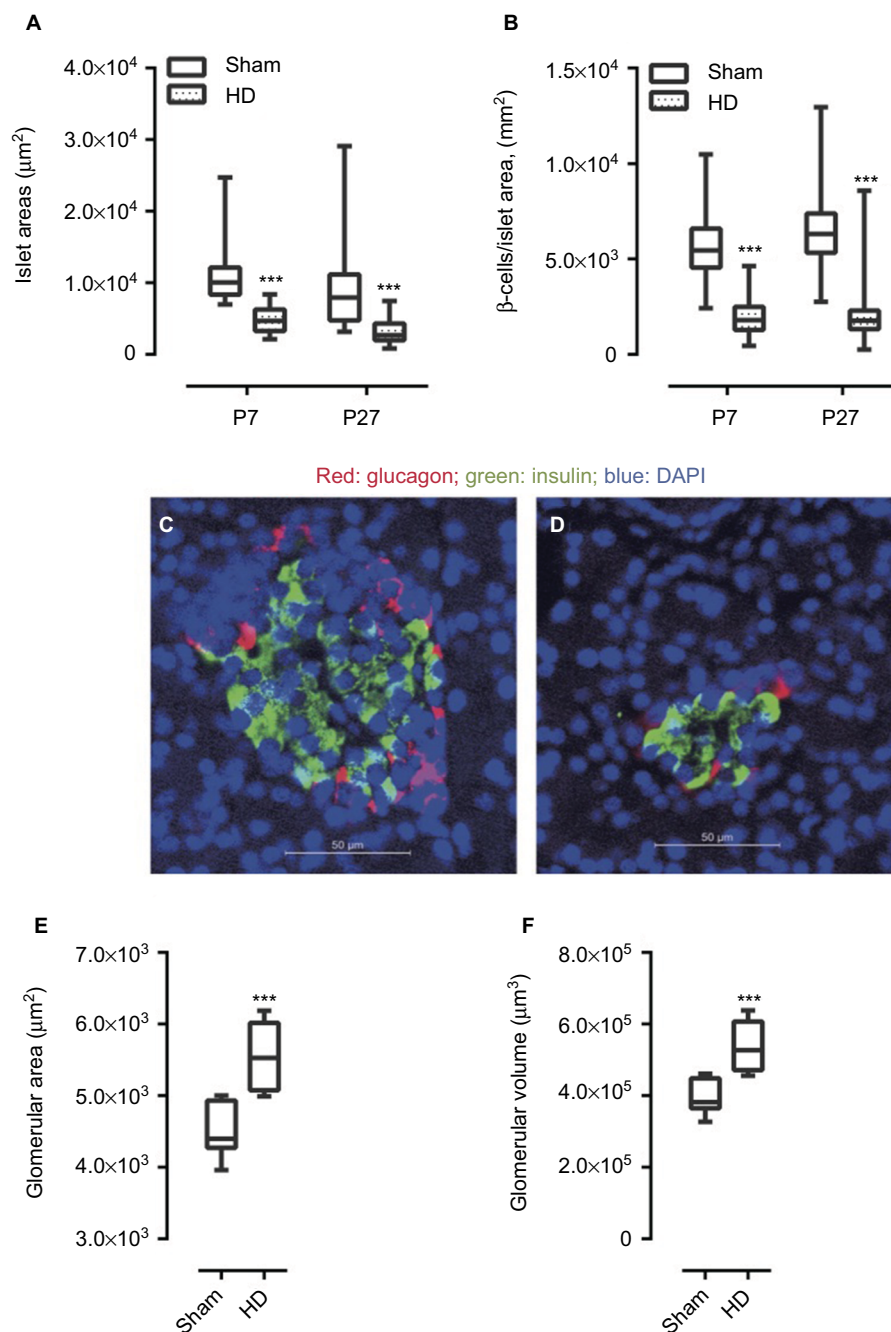 A
Islet areas (μm²)
4.0×10⁴
3.0×10⁴
2.0×10⁴
1.0×10⁴
0
Sham
HD
***
***
P7
P27
B
β-cells/islet area, (mm²)
1.5×10⁴
1.0×10⁴
5.0×10³
0
Sham
HD
***
***
P7
P27
Red: glucagon; green: insulin; blue: DAPI
C
50 μm
D
50 μm
E
Glomerular area (μm²)
7.0×10³
6.0×10³
5.0×10³
4.0×10³
3.0×10³
***
Sham
HD
F
Glomerular volume (μm³)
8.0×10⁵
6.0×10⁵
4.0×10⁵
2.0×10⁵
0
***
Sham
HD